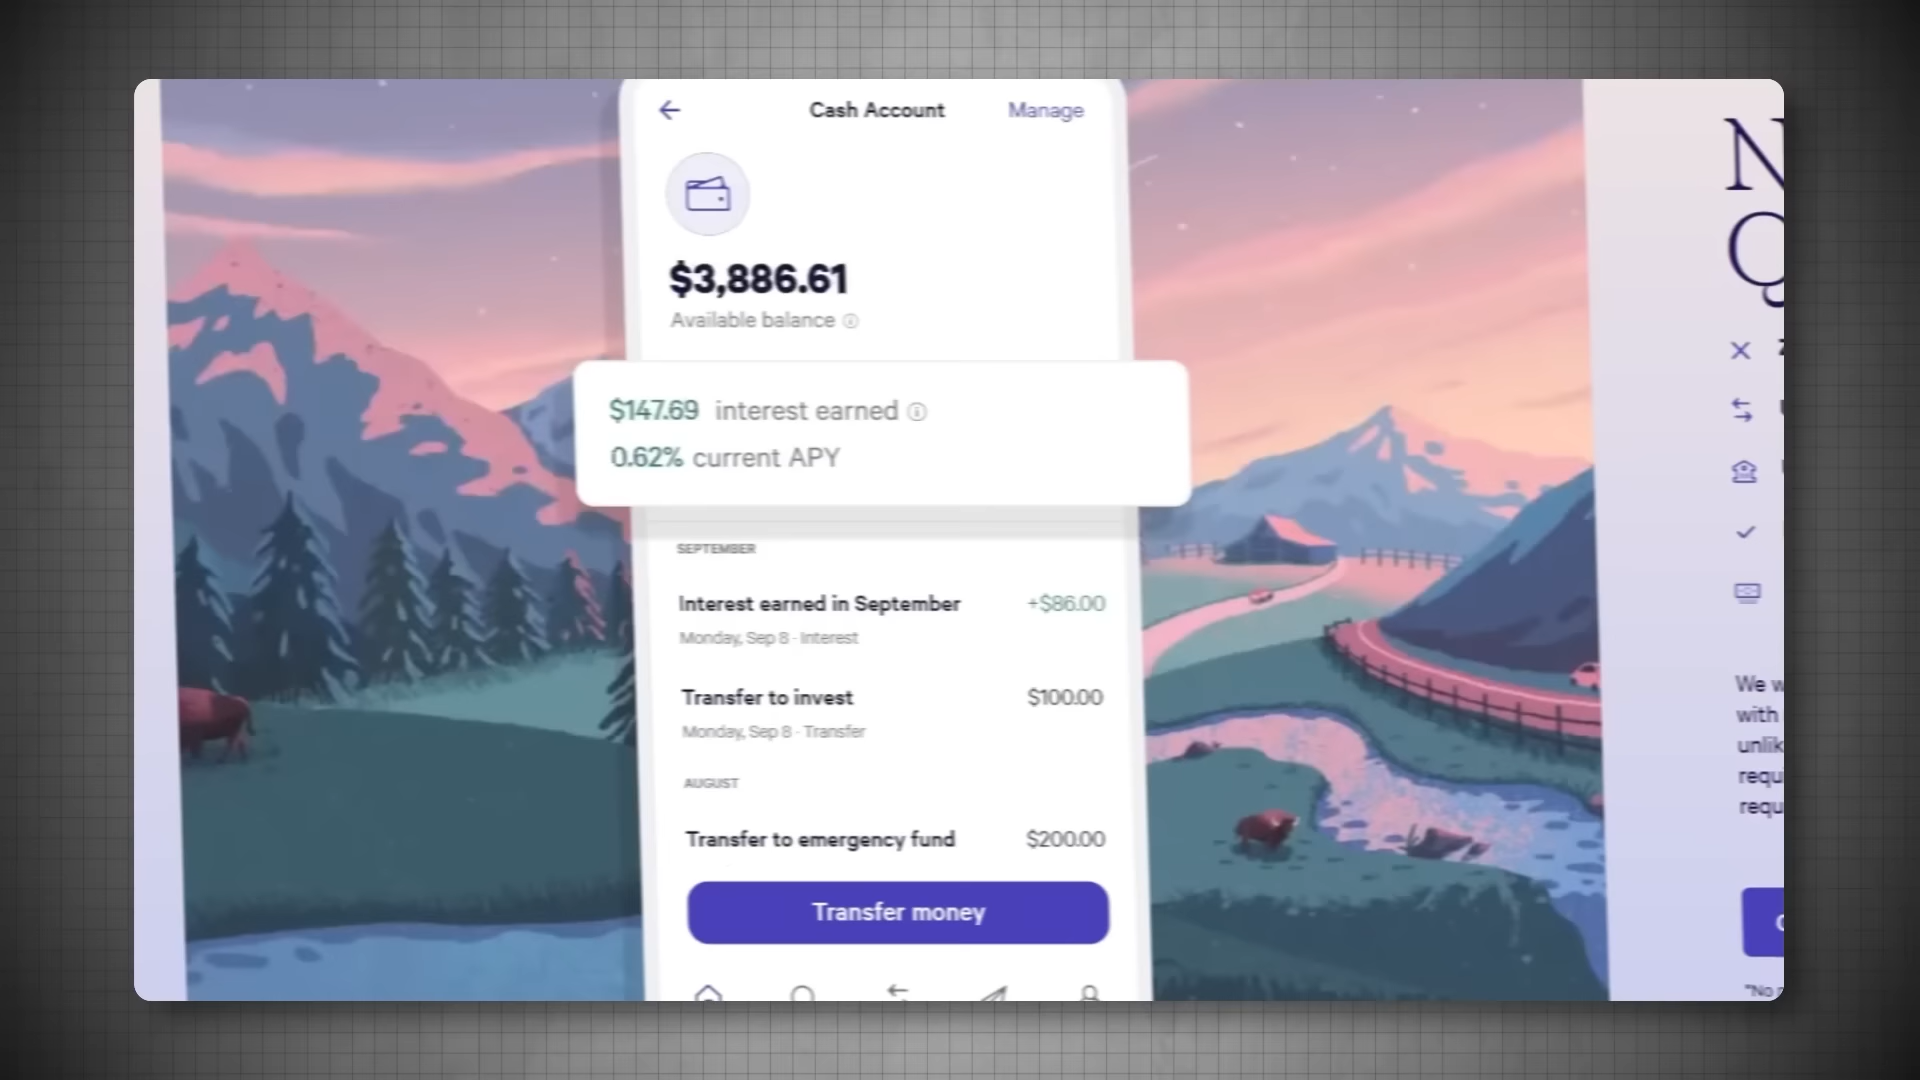 Cash Account
Manage
$3,886.61
Available balance
$147.69 interest earned
0.62% current APY
SEPTEMBER
Interest earned in September
+$86.00
Monday, Sep 8 · Interest
Transfer to invest
$100.00
Monday, Sep 8 · Transfer
AUGUST
Transfer to emergency fund
$200.00
Transfer money
We w
with
unlik
requ
requ
"No